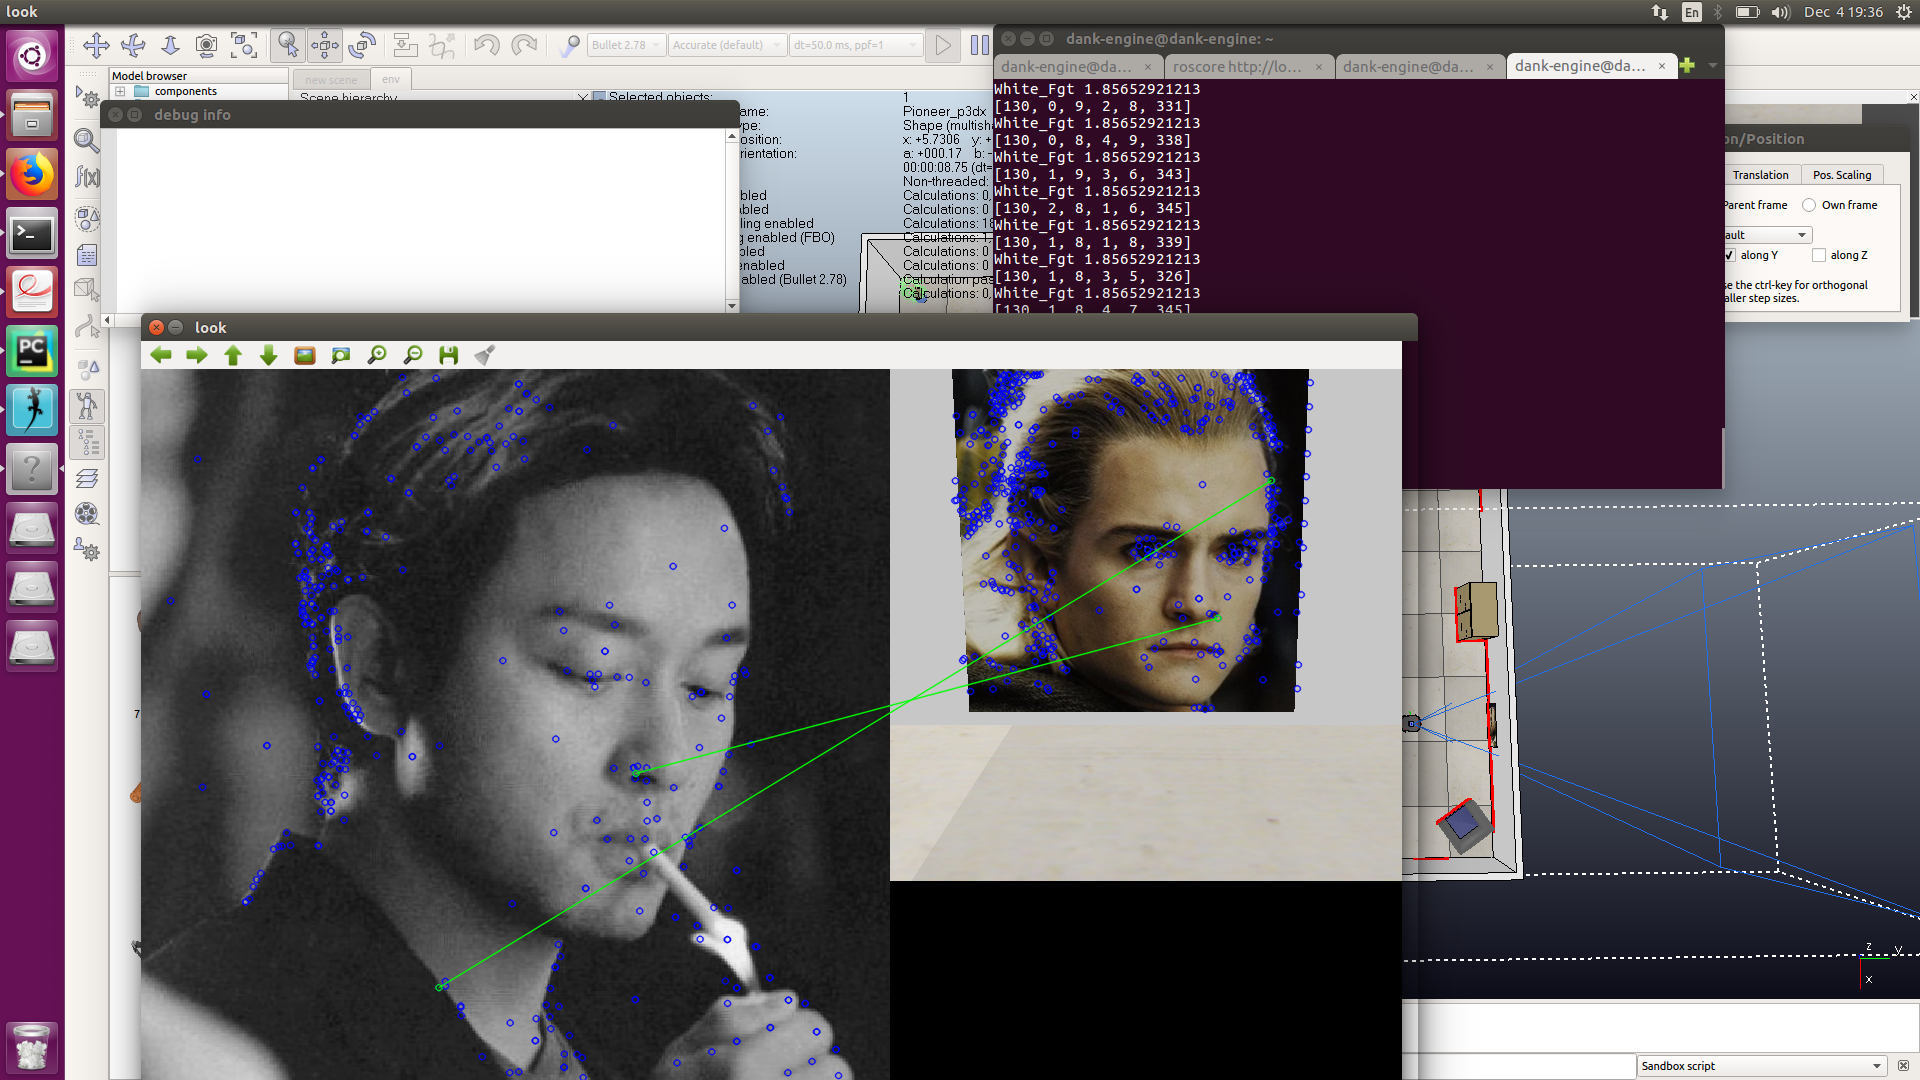 look
En
Dec 4 19:36
Bullet 2.78
Accurate (default)
dt=50.0 ms, ppf=1
dank-engine@dank-engine: ~
dank-engine@da...
roscore http://lo...
dank-engine@da...
dank-engine@da...
Model browser
components
new scene
env
Scene hierarchy
Selected objects:
1
debug info
ame:
Pioneer_p3dx
ype:
Shape (multisha
osition:
x: +5.7306 y: +
rientation:
a: +000.17 b: -
00:00:08.75 (dt=
Non-threaded:
bled
Calculations: 0,
abled
Calculations: 0
ling enabled
Calculations: 18
g enabled (FBO)
Calculations: 1,
bled
Calculations: 0
enabled
Calculations: 0
abled (Bullet 2.78)
Calculation pas
Calculations: 0,
White_Fgt 1.85652921213
[130, 0, 9, 2, 8, 331]
White_Fgt 1.85652921213
[130, 0, 8, 4, 9, 338]
White_Fgt 1.85652921213
[130, 1, 9, 3, 6, 343]
White_Fgt 1.85652921213
[130, 2, 8, 1, 6, 345]
White_Fgt 1.85652921213
[130, 1, 8, 1, 8, 339]
White_Fgt 1.85652921213
[130, 1, 8, 3, 5, 326]
White_Fgt 1.85652921213
[130, 1, 8, 4, 7, 345]
on/Position
Translation
Pos. Scaling
Parent frame
Own frame
ault
along Y
along Z
se the ctrl-key for orthogonal
aller step sizes.
look
f(x)
PC
7
z
y
x
Sandbox script